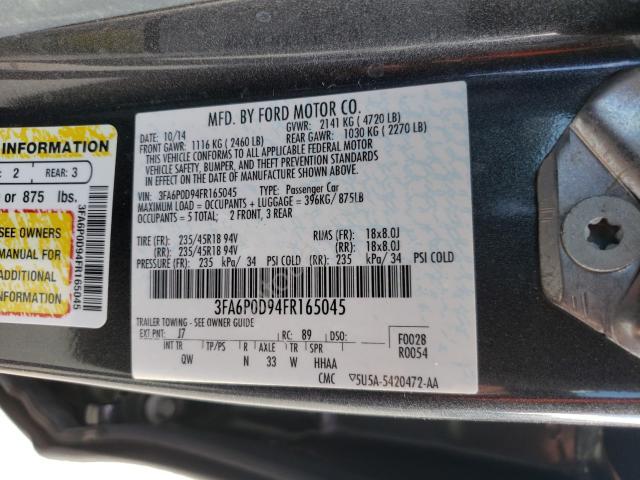 INFORMATION
2 REAR: 3
or 875 lbs.
SEE OWNERS
MANUAL FOR
ADDITIONAL
INFORMATION
3FA6P0D94FR165045
MFD. BY FORD MOTOR CO.
DATE: 10/14 GVWR: 2141 KG ( 4720 LB)
FRONT GAWR: 1116 KG ( 2460 LB) REAR GAWR: 1030 KG ( 2270 LB)
THIS VEHICLE CONFORMS TO ALL APPLICABLE FEDERAL MOTOR
VEHICLE SAFETY, BUMPER, AND THEFT PREVENTION STANDARDS
IN EFFECT ON THE DATE OF MANUFACTURE SHOWN ABOVE.
VIN: 3FA6P0D94FR165045 TYPE: Passenger Car
MAXIMUM LOAD = OCCUPANTS + LUGGAGE = 396KG / 875LB
OCCUPANTS = 5 TOTAL: 2 FRONT, 3 REAR
TIRE (FR): 235/45R18 94V RIMS (FR): 18x8.0J
(RR): 235/45R18 94V (RR): 18x8.0J
PRESSURE (FR): 235 kPa/ 34 PSI COLD (RR): 235 kPa/ 34 PSI COLD
3FA6P0D94FR165045
TRAILER TOWING - SEE OWNER GUIDE
EXT PNT: J7 RC: 89 DSO: F0028
R0054
INT TR TP/PS R AXLE TR SPR
QW N 33 W HHAA
CMC 5U5A-5420472-AA